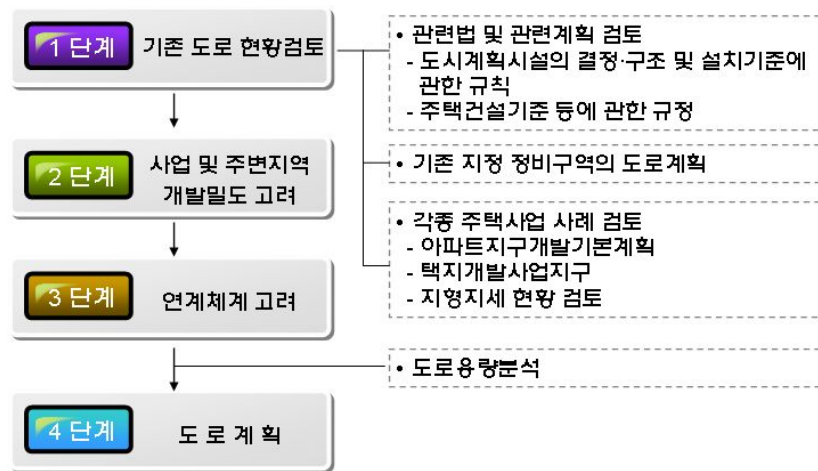 1 단계
기존 도로 현황검토
• 관련법 및 관련계획 검토
- 도시계획시설의 결정·구조 및 설치기준에
관한 규칙
- 주택건설기준 등에 관한 규정
2 단계
사업 및 주변지역
개발밀도 고려
• 기존 지정 정비구역의 도로계획
• 각종 주택사업 사례 검토
- 아파트지구개발기본계획
- 택지개발사업지구
- 지형지세 현황 검토
3 단계
연계체계 고려
• 도로용량분석
4 단계
도 로 계 획